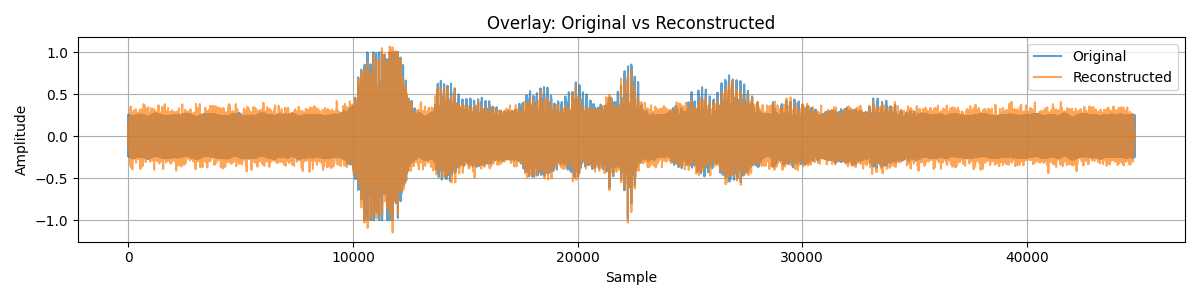 Overlay: Original vs Reconstructed
Original
Reconstructed
Amplitude
1.0
0.5
0.0
−0.5
−1.0
0 10000 20000 30000 40000
Sample